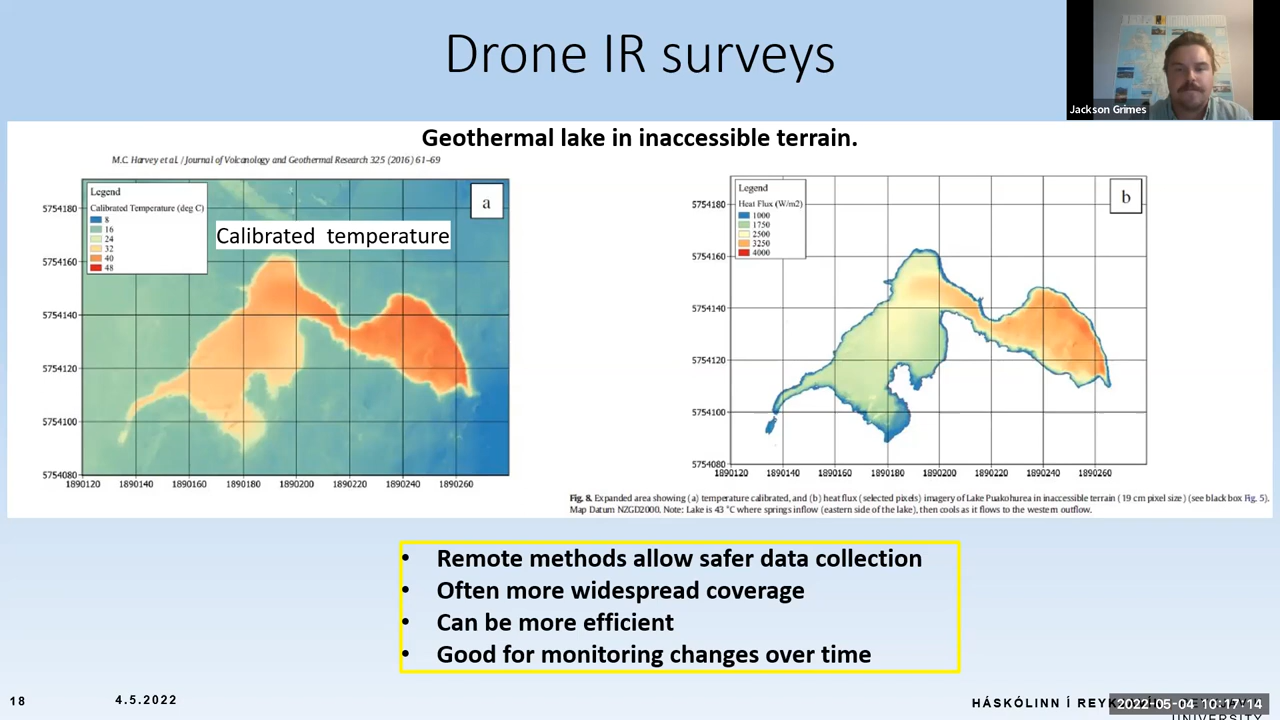 Drone IR surveys
Jackson Grimes
Geothermal lake in inaccessible terrain.
M.C. Harvey et al. / Journal of Volcanology and Geothermal Research 325 (2016) 61–69
Legend
Calibrated Temperature (deg C)
8
16
24
32
40
48
a
Calibrated temperature
5754180
5754160
5754140
5754120
5754100
5754080
1890120 1890140 1890160 1890180 1890200 1890220 1890240 1890260
Legend
Heat Flux (W/m2)
1000
1750
2500
3250
4000
b
5754180
5754160
5754140
5754120
5754100
5754080
1890120 1890140 1890160 1890180 1890200 1890220 1890240 1890260
Fig. 8. Expanded area showing (a) temperature calibrated, and (b) heat flux (selected pixels) imagery of Lake Puakohurea in inaccessible terrain (19 cm pixel size) (see black box Fig. 5).
Map Datum NZGD2000. Note: Lake is 43 °C where springs inflow (eastern side of the lake), then cools as it flows to the western outflow.
• Remote methods allow safer data collection
• Often more widespread coverage
• Can be more efficient
• Good for monitoring changes over time
18
4.5.2022
HÁSKÓLINN Í
2022-05-04 10:17:14
UNIVERSITY